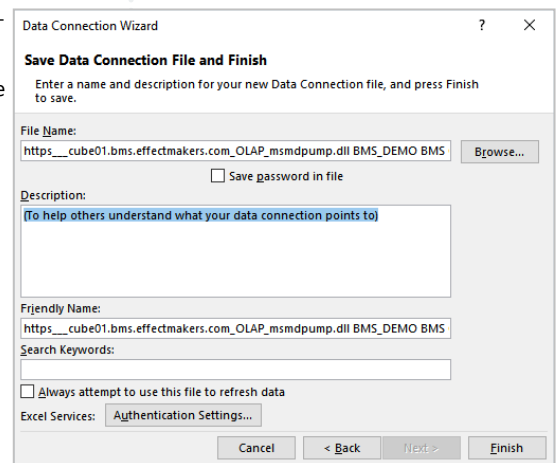 Data Connection Wizard ? ×
Save Data Connection File and Finish
Enter a name and description for your new Data Connection file, and press Finish
to save.
e
File Name:
https___cube01.bms.effectmakers.com_OLAP_msmdpump.dll BMS_DEMO BMS Browse...
Save password in file
Description:
(To help others understand what your data connection points to)
Friendly Name:
https___cube01.bms.effectmakers.com_OLAP_msmdpump.dll BMS_DEMO BMS
Search Keywords:
Always attempt to use this file to refresh data
Excel Services: Authentication Settings...
Cancel < Back Next > Finish